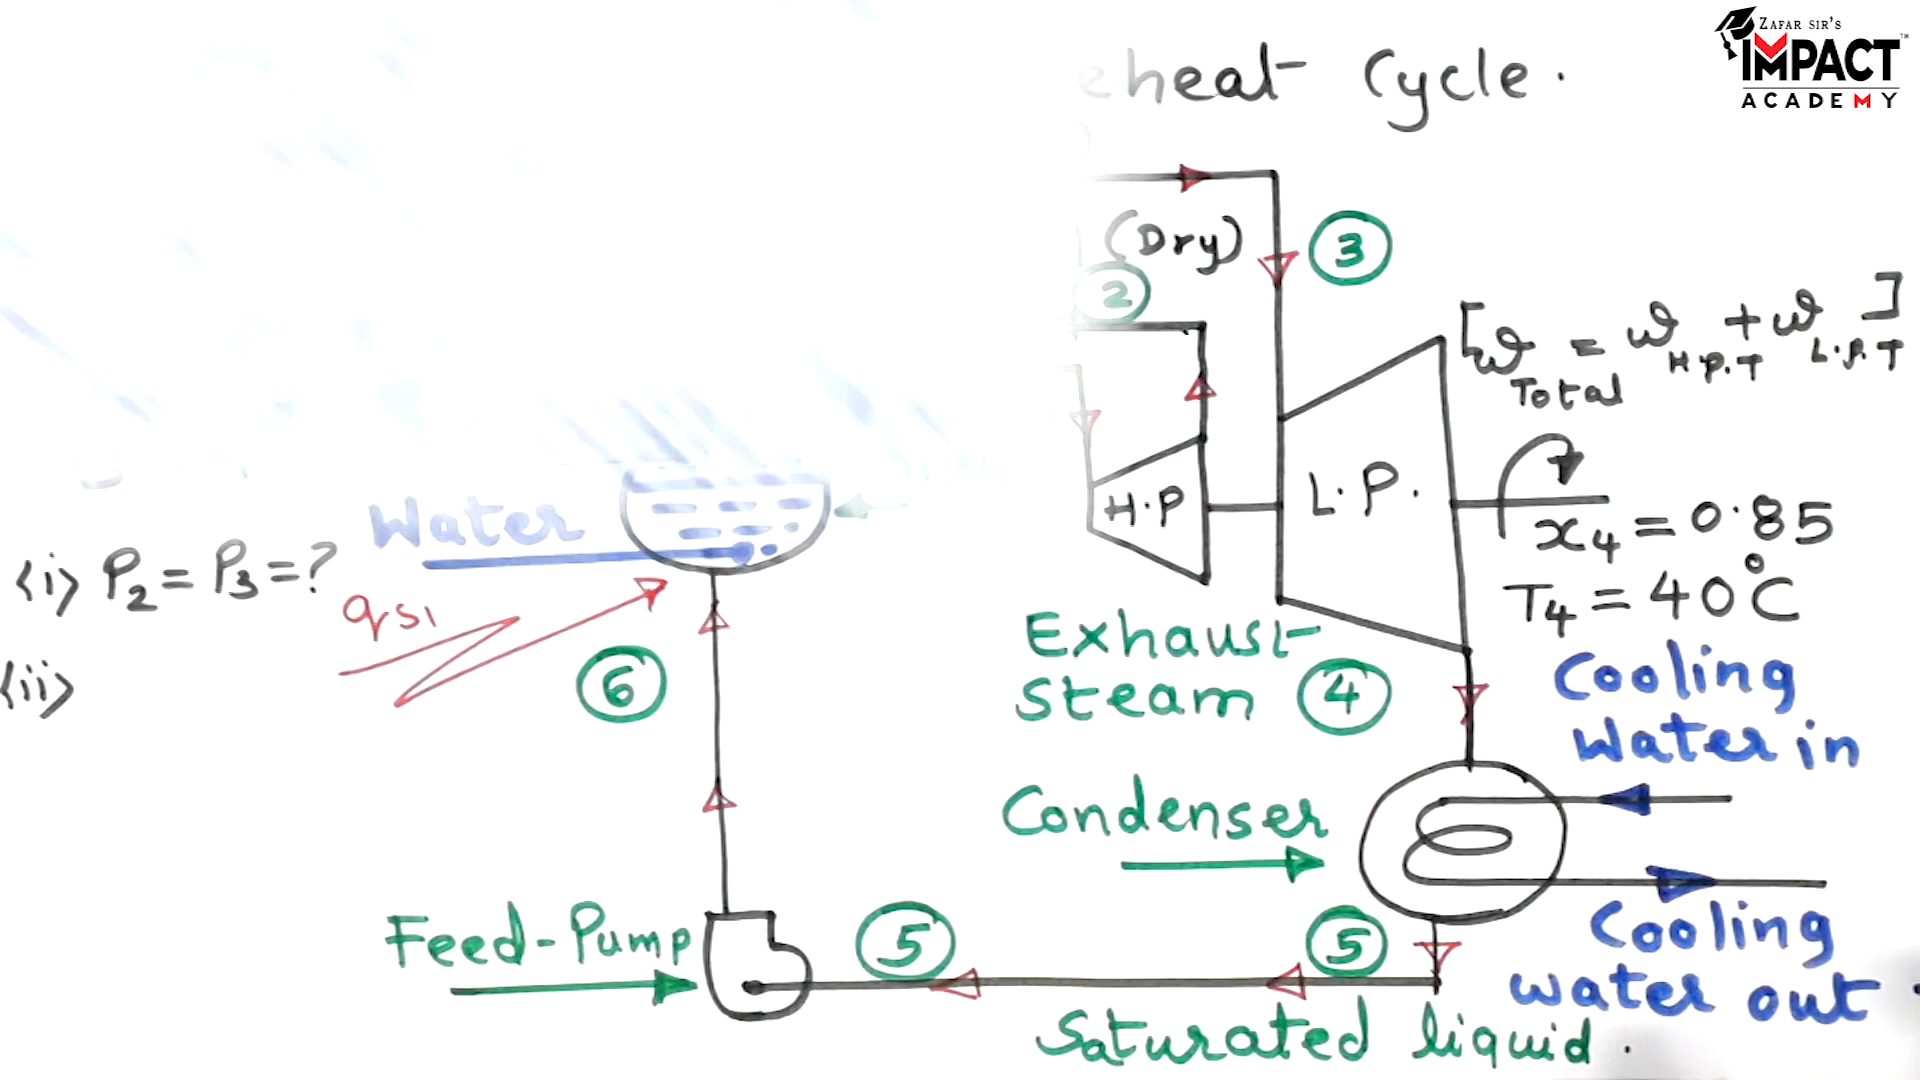 ZAFAR SIR'S
IMPACT™
ACADEMY
eheat Cycle.
(Dry)
3
2
[w Total = w H.P.T + w L.P.T]
H.P
L.P.
x4 = 0.85
T4 = 40°C
Water
(i) P2 = P3 = ?
qs1
(ii)
6
Exhaust
Steam
4
Cooling
Water in
Condenser
Feed-Pump
5
5
Cooling
water out.
Saturated liquid.